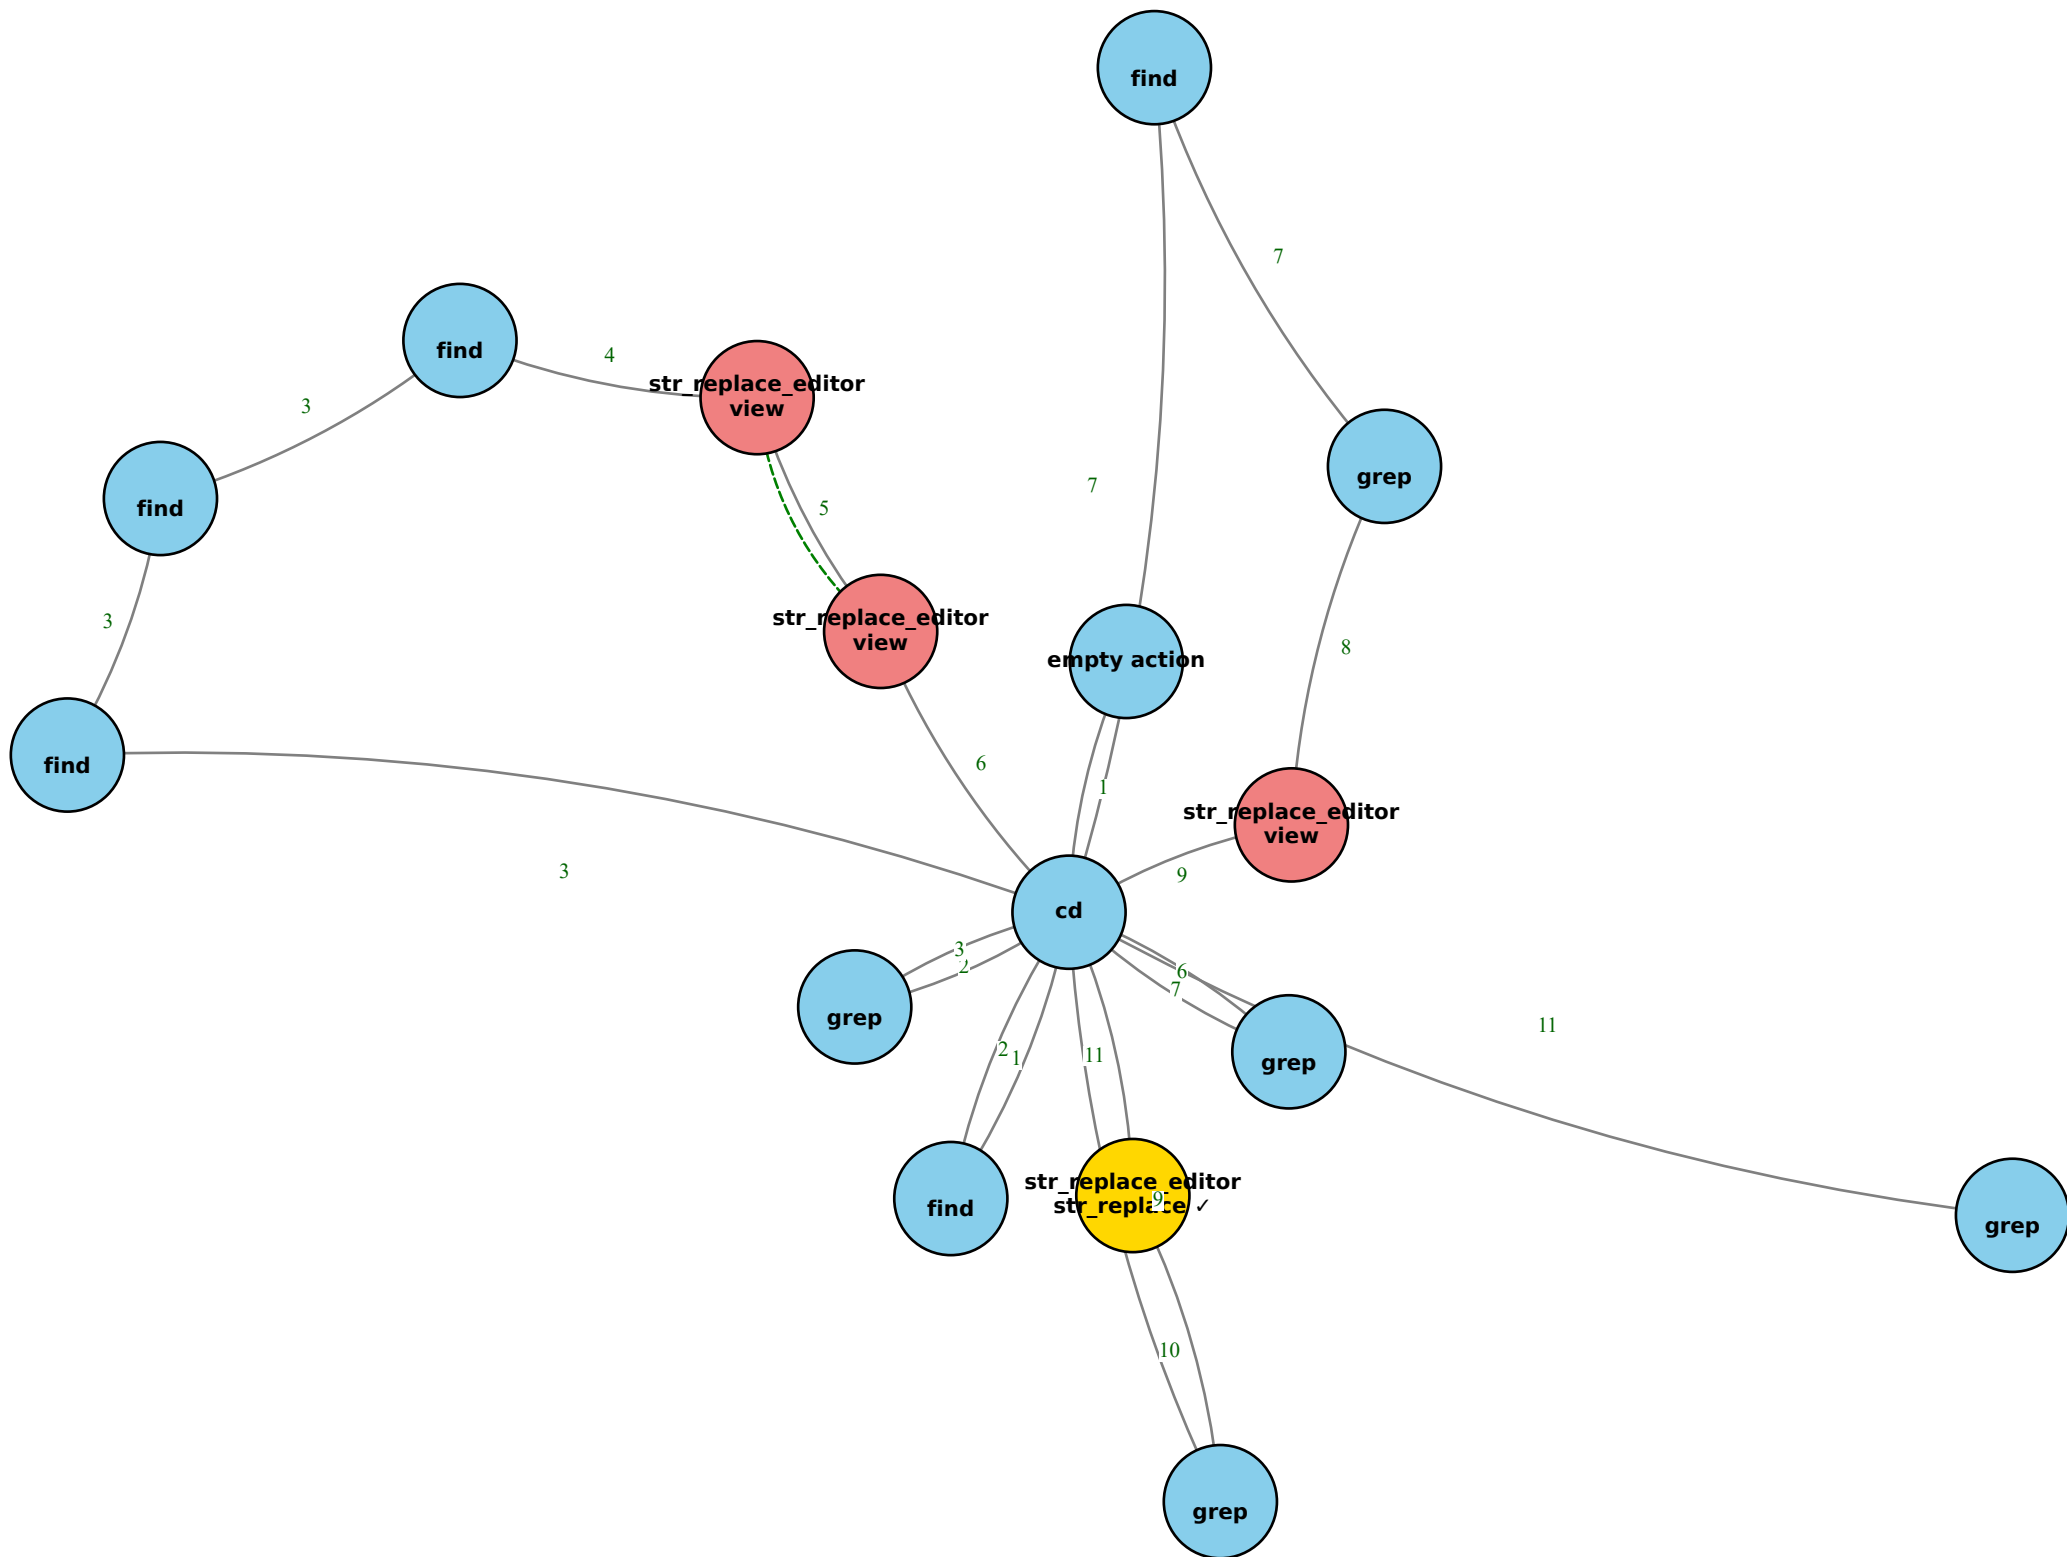 find
7
find
4
str_replace_editor
view
3
grep
7
find
5
8
3
str_replace_editor
view
empty action
find
6
1
str_replace_editor
view
3
9
cd
3
2
6
7
grep
11
2
1
11
grep
find
str_replace_editor
str_replace ✓
9
grep
10
grep